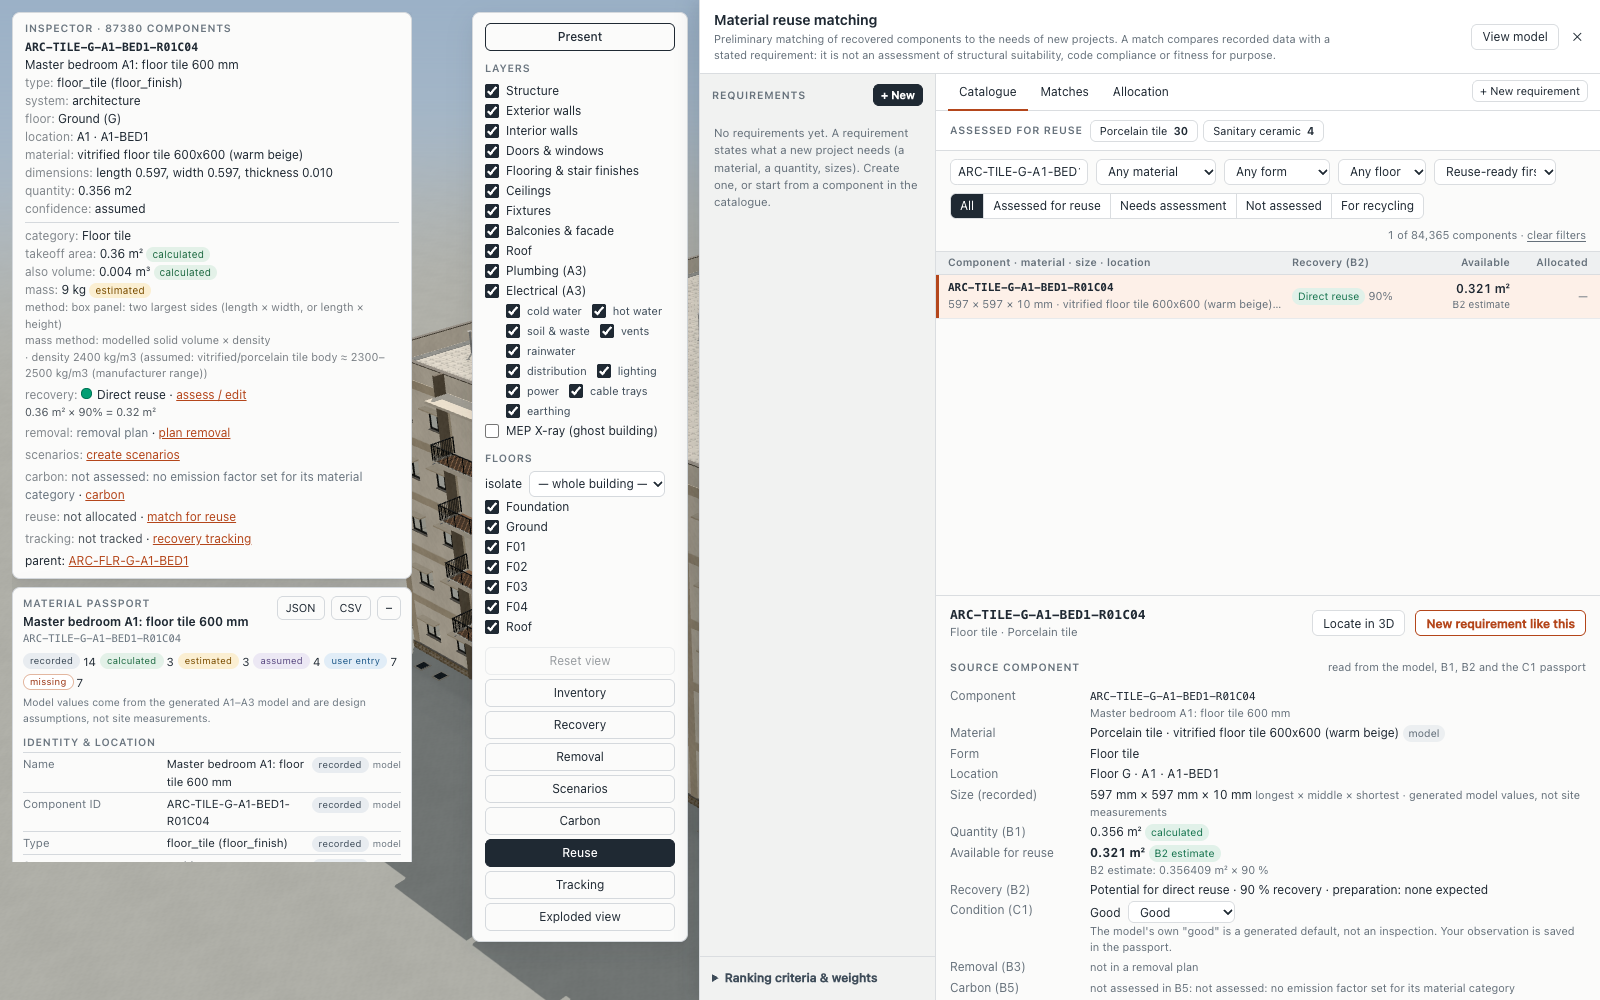 INSPECTOR · 87380 COMPONENTS
ARC-TILE-G-A1-BED1-R01C04
Master bedroom A1: floor tile 600 mm
type: floor_tile (floor_finish)
system: architecture
floor: Ground (G)
location: A1 · A1-BED1
material: vitrified floor tile 600x600 (warm beige)
dimensions: length 0.597, width 0.597, thickness 0.010
quantity: 0.356 m2
confidence: assumed
category: Floor tile
takeoff area: 0.36 m² calculated
also volume: 0.004 m³ calculated
mass: 9 kg estimated
method: box panel: two largest sides (length × width, or length ×
height)
mass method: modelled solid volume × density
· density 2400 kg/m3 (assumed: vitrified/porcelain tile body ≈ 2300–
2500 kg/m3 (manufacturer range))
recovery: Direct reuse · assess / edit
0.36 m² × 90% = 0.32 m²
removal: removal plan · plan removal
scenarios: create scenarios
carbon: not assessed: no emission factor set for its material
category · carbon
reuse: not allocated · match for reuse
tracking: not tracked · recovery tracking
parent: ARC-FLR-G-A1-BED1
MATERIAL PASSPORT
JSON
CSV
–
Master bedroom A1: floor tile 600 mm
ARC-TILE-G-A1-BED1-R01C04
recorded 14 calculated 3 estimated 3 assumed 4 user entry 7
missing 7
Model values come from the generated A1–A3 model and are design
assumptions, not site measurements.
IDENTITY & LOCATION
Name Master bedroom A1: floor recorded model
tile 600 mm
Component ID ARC-TILE-G-A1-BED1- recorded model
R01C04
Type floor_tile (floor_finish) recorded model
Present
LAYERS
Structure
Exterior walls
Interior walls
Doors & windows
Flooring & stair finishes
Ceilings
Fixtures
Balconies & facade
Roof
Plumbing (A3)
Electrical (A3)
cold water hot water
soil & waste vents
rainwater
distribution lighting
power cable trays
earthing
MEP X-ray (ghost building)
FLOORS
isolate — whole building —
Foundation
Ground
F01
F02
F03
F04
Roof
Reset view
Inventory
Recovery
Removal
Scenarios
Carbon
Reuse
Tracking
Exploded view
Material reuse matching
Preliminary matching of recovered components to the needs of new projects. A match compares recorded data with a
stated requirement: it is not an assessment of structural suitability, code compliance or fitness for purpose.
View model
×
REQUIREMENTS
+ New
No requirements yet. A requirement
states what a new project needs (a
material, a quantity, sizes). Create
one, or start from a component in the
catalogue.
Ranking criteria & weights
Catalogue Matches Allocation
+ New requirement
ASSESSED FOR REUSE Porcelain tile 30 Sanitary ceramic 4
ARC-TILE-G-A1-BED1 Any material Any form Any floor Reuse-ready firs
All Assessed for reuse Needs assessment Not assessed For recycling
1 of 84,365 components · clear filters
Component · material · size · location Recovery (B2) Available Allocated
ARC-TILE-G-A1-BED1-R01C04 Direct reuse 90% 0.321 m² —
597 × 597 × 10 mm · vitrified floor tile 600x600 (warm beige)... B2 estimate
ARC-TILE-G-A1-BED1-R01C04
Floor tile · Porcelain tile
Locate in 3D
New requirement like this
SOURCE COMPONENT read from the model, B1, B2 and the C1 passport
Component ARC-TILE-G-A1-BED1-R01C04
Master bedroom A1: floor tile 600 mm
Material Porcelain tile · vitrified floor tile 600x600 (warm beige) model
Form Floor tile
Location Floor G · A1 · A1-BED1
Size (recorded) 597 mm × 597 mm × 10 mm longest × middle × shortest · generated model values, not site
measurements
Quantity (B1) 0.356 m² calculated
Available for reuse 0.321 m² B2 estimate
B2 estimate: 0.356409 m² × 90 %
Recovery (B2) Potential for direct reuse · 90 % recovery · preparation: none expected
Condition (C1) Good Good
The model's own "good" is a generated default, not an inspection. Your observation is saved
in the passport.
Removal (B3) not in a removal plan
Carbon (B5) not assessed in B5: not assessed: no emission factor set for its material category